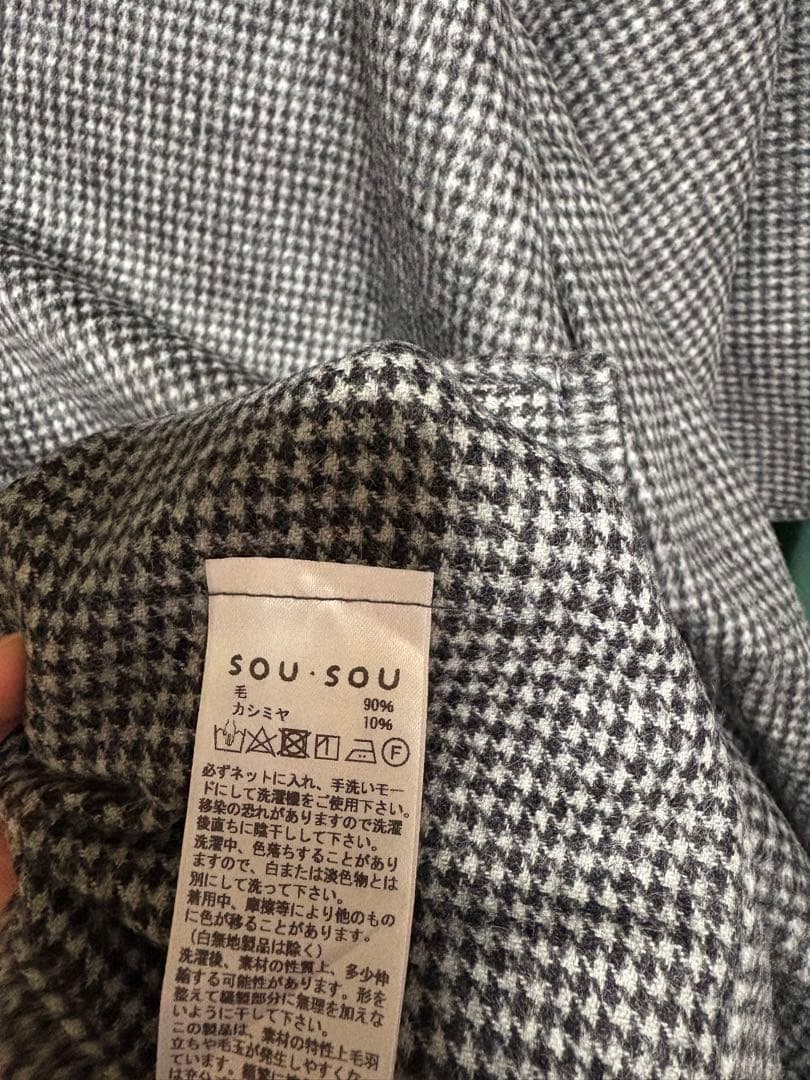 SOU・SOU
毛 90%
カシミヤ 10%
F
必ずネットに入れ、手洗いモー
ドにして洗濯機をご使用下さい。
移染の恐れがありますので洗濯
後直ちに陰干しして下さい。
洗濯中、色落ちすることがあり
ますので、白または淡色物とは
別にして洗って下さい。
着用中、摩擦等により他のもの
に色が移ることがあります。
（白無地製品は除く）
洗濯後、素材の性質上、多少伸
縮する可能性があります。形を
整えて縫製部分に無理を加えな
いように干して下さい。
この製品は、素材の特性上毛羽
立ちや毛玉が発生しやすくな
っています。
は充分